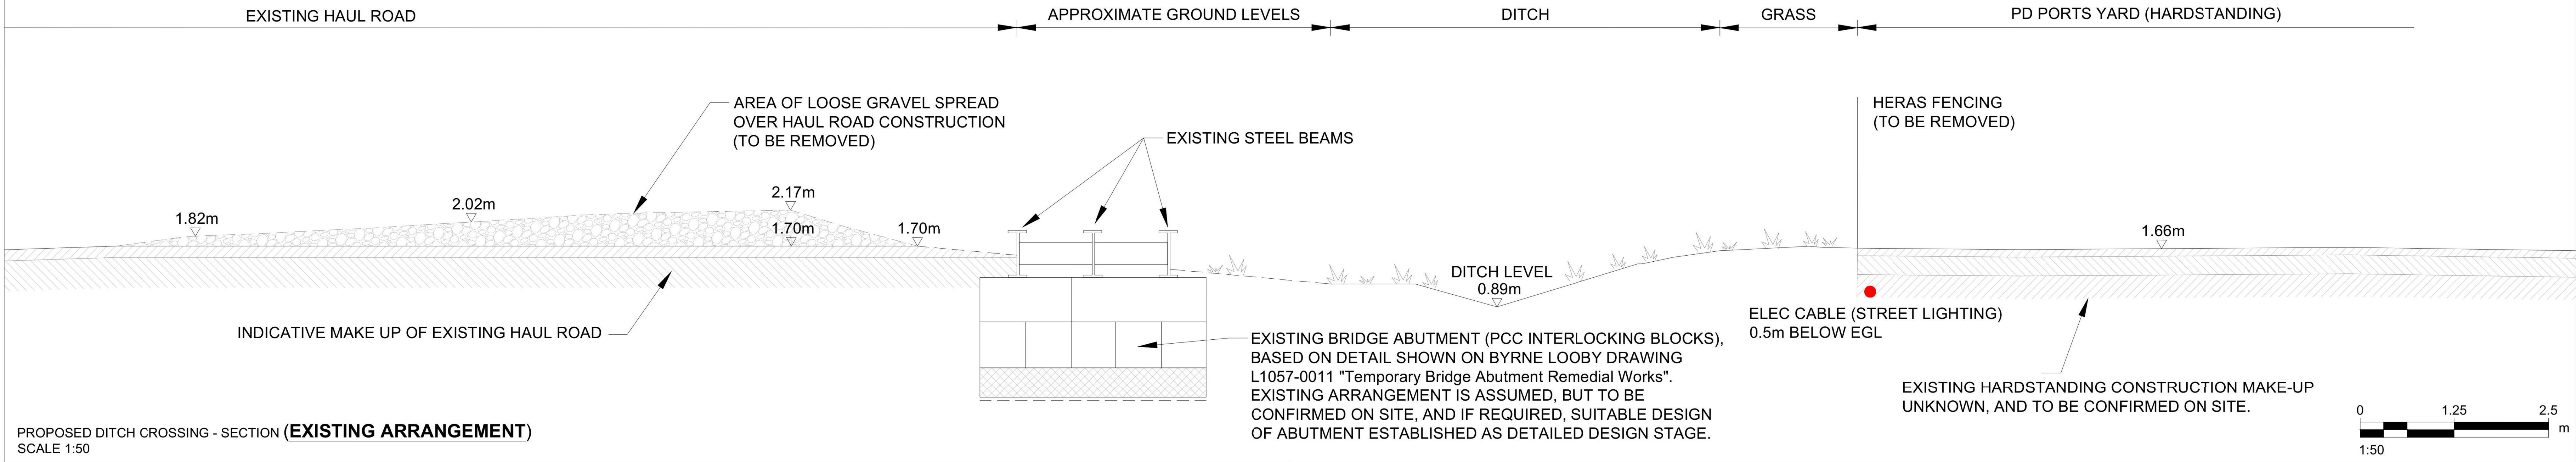 EXISTING HAUL ROAD
APPROXIMATE GROUND LEVELS
DITCH
GRASS
PD PORTS YARD (HARDSTANDING)
AREA OF LOOSE GRAVEL SPREAD
OVER HAUL ROAD CONSTRUCTION
(TO BE REMOVED)
EXISTING STEEL BEAMS
HERAS FENCING
(TO BE REMOVED)
1.82m
2.02m
2.17m
1.70m
1.70m
1.66m
DITCH LEVEL
0.89m
INDICATIVE MAKE UP OF EXISTING HAUL ROAD
EXISTING BRIDGE ABUTMENT (PCC INTERLOCKING BLOCKS),
BASED ON DETAIL SHOWN ON BYRNE LOOBY DRAWING
L1057-0011 "Temporary Bridge Abutment Remedial Works".
EXISTING ARRANGEMENT IS ASSUMED, BUT TO BE
CONFIRMED ON SITE, AND IF REQUIRED, SUITABLE DESIGN
OF ABUTMENT ESTABLISHED AS DETAILED DESIGN STAGE.
ELEC CABLE (STREET LIGHTING)
0.5m BELOW EGL
EXISTING HARDSTANDING CONSTRUCTION MAKE-UP
UNKNOWN, AND TO BE CONFIRMED ON SITE.
PROPOSED DITCH CROSSING - SECTION (EXISTING ARRANGEMENT)
SCALE 1:50
0 1.25 2.5
m
1:50